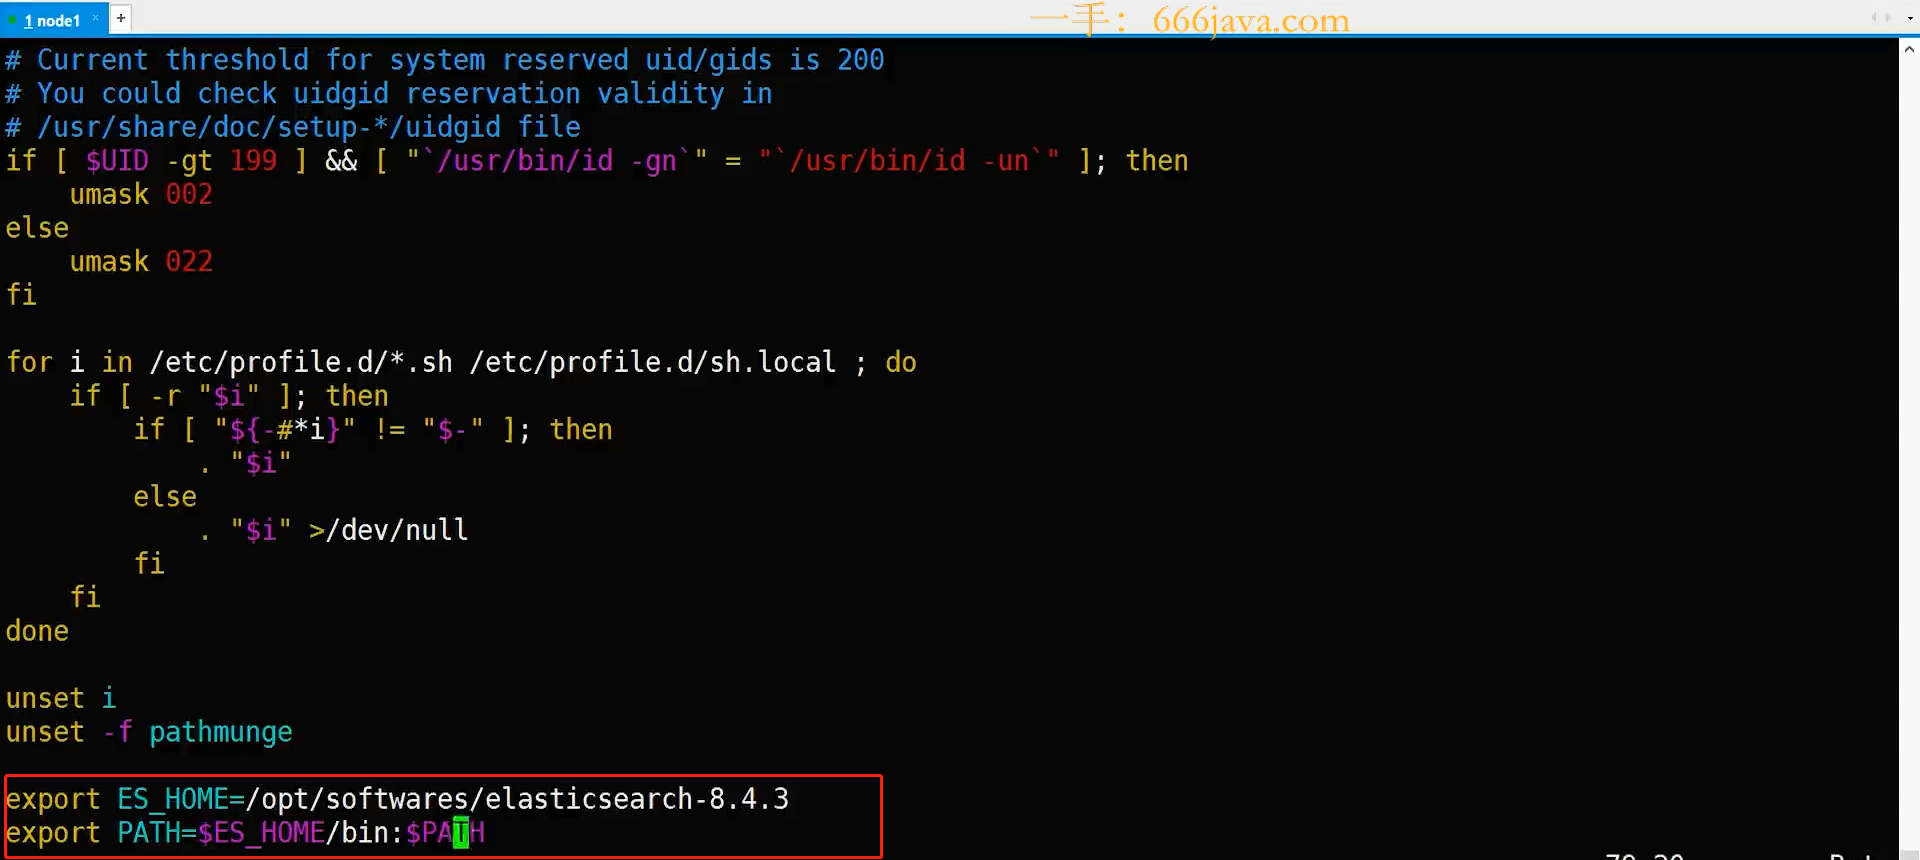 1 node1 × +
一手： 666java.com
# Current threshold for system reserved uid/gids is 200
# You could check uidgid reservation validity in
# /usr/share/doc/setup-*/uidgid file
if [ $UID -gt 199 ] && [ "`/usr/bin/id -gn`" = "`/usr/bin/id -un`" ]; then
    umask 002
else
    umask 022
fi
for i in /etc/profile.d/*.sh /etc/profile.d/sh.local ; do
    if [ -r "$i" ]; then
        if [ "${-#*i}" != "$-" ]; then
            . "$i"
        else
            . "$i" >/dev/null
        fi
    fi
done
unset i
unset -f pathmunge
export ES_HOME=/opt/softwares/elasticsearch-8.4.3
export PATH=$ES_HOME/bin:$PATH